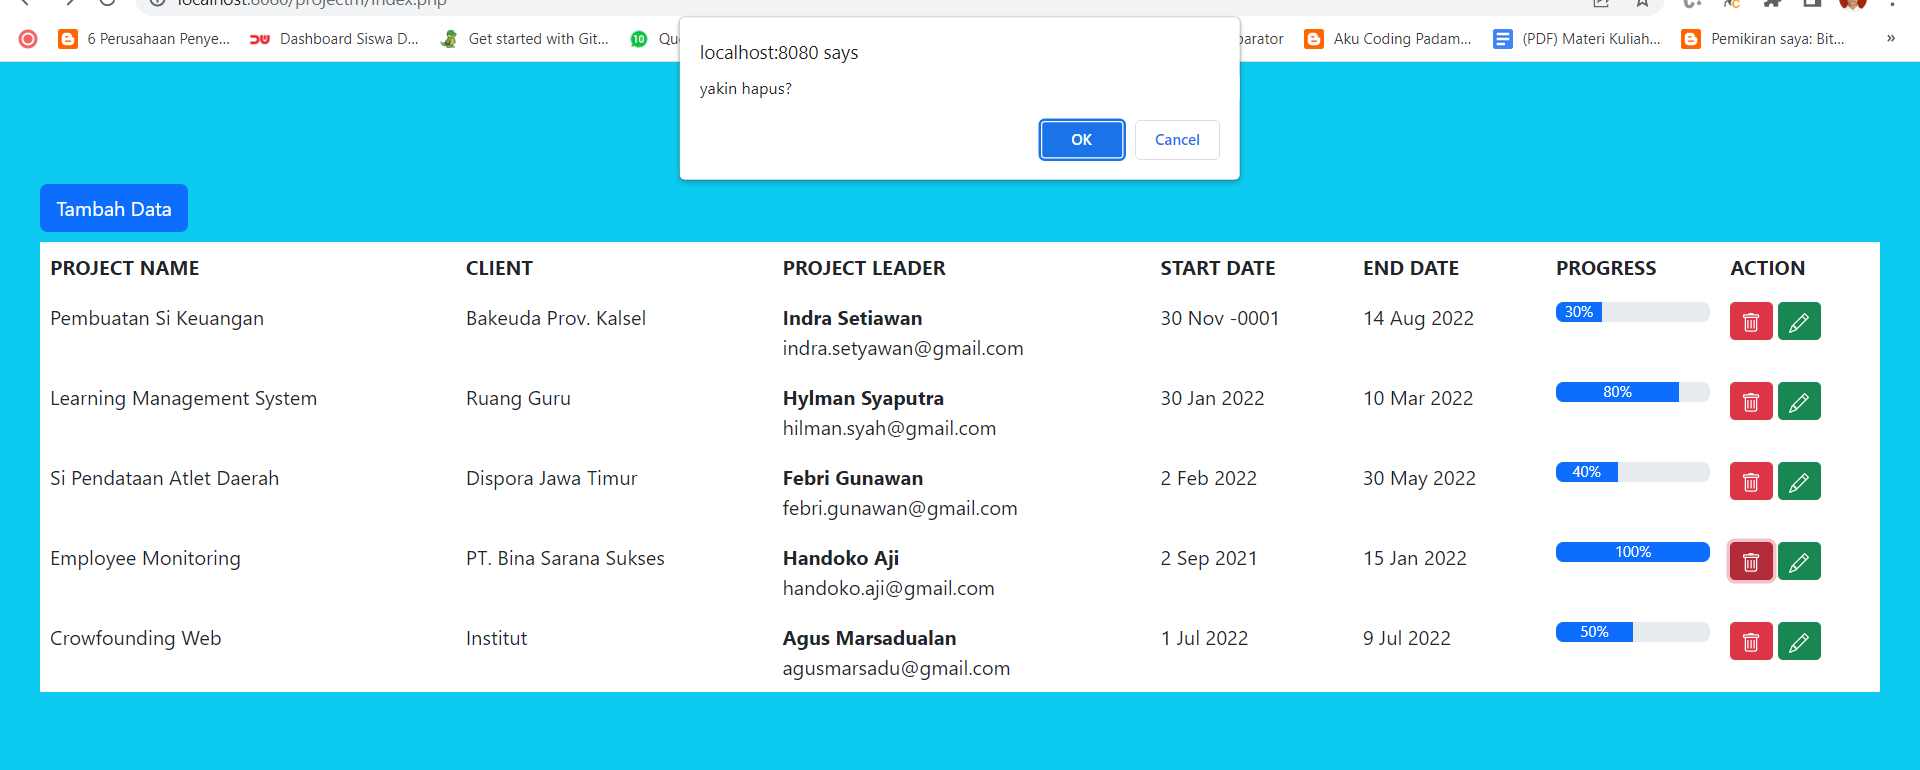 localhost:8080/projectm/index.php
6 Perusahaan Penye...
Dashboard Siswa D...
Get started with Git...
10
Aku Coding Padam...
(PDF) Materi Kuliah...
Pemikiran saya: Bit...
»
localhost:8080 says
yakin hapus?
OK
Cancel
Tambah Data
PROJECT NAME CLIENT PROJECT LEADER START DATE END DATE PROGRESS ACTION
Pembuatan Si Keuangan Bakeuda Prov. Kalsel Indra Setiawan 30 Nov -0001 14 Aug 2022 30%
indra.setyawan@gmail.com
Learning Management System Ruang Guru Hylman Syaputra 30 Jan 2022 10 Mar 2022 80%
hilman.syah@gmail.com
Si Pendataan Atlet Daerah Dispora Jawa Timur Febri Gunawan 2 Feb 2022 30 May 2022 40%
febri.gunawan@gmail.com
Employee Monitoring PT. Bina Sarana Sukses Handoko Aji 2 Sep 2021 15 Jan 2022 100%
handoko.aji@gmail.com
Crowfounding Web Institut Agus Marsadualan 1 Jul 2022 9 Jul 2022 50%
agusmarsadu@gmail.com